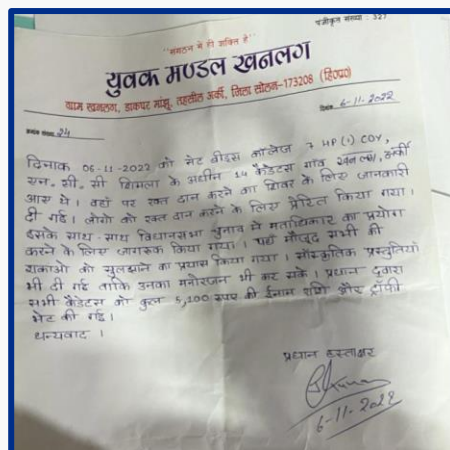 पंजीकृत संख्या : 327
"संगठन में ही शक्ति है"
युवक मण्डल खनलग
ग्राम खनलग, डाकघर मांझू, तहसील अर्की, जिला सोलन-173208 (हि०प्र०)
क्रमांक संख्या 24
दिनांक 6-11-2022
दिनाक 06-11-2022 को सेंट बीड्स कॉलेज 7 HP(1) COY,
एन. सी. सी शिमला के अधीन 14 कैडेटस गांव खनलग, अर्की
आए थे। वहाँ पर रक्त दान करने का शिवर के लिए जानकारी
दी गई। लोगो को रक्त दान करने के लिए प्रेरित किया गया।
इसके साथ-साथ विधानसभा चुनाव में मताधिकार का प्रयोग
करने के लिए जागरूक किया गया। यहाँ मौजूद सभी की
शंकाओ को सुलझाने का प्रयास किया गया। सांस्कृतिक प्रस्तुतियाँ
भी दी गई ताकि उनका मनोरंजन भी कर सके। प्रधान दुवारा
सभी कैडेटस को कुल 5,100 रुपए की ईनाम राशि और ट्रॉफी
भेंट की गई।
धन्यवाद।
प्रधान हस्ताक्षर
6-11-2022